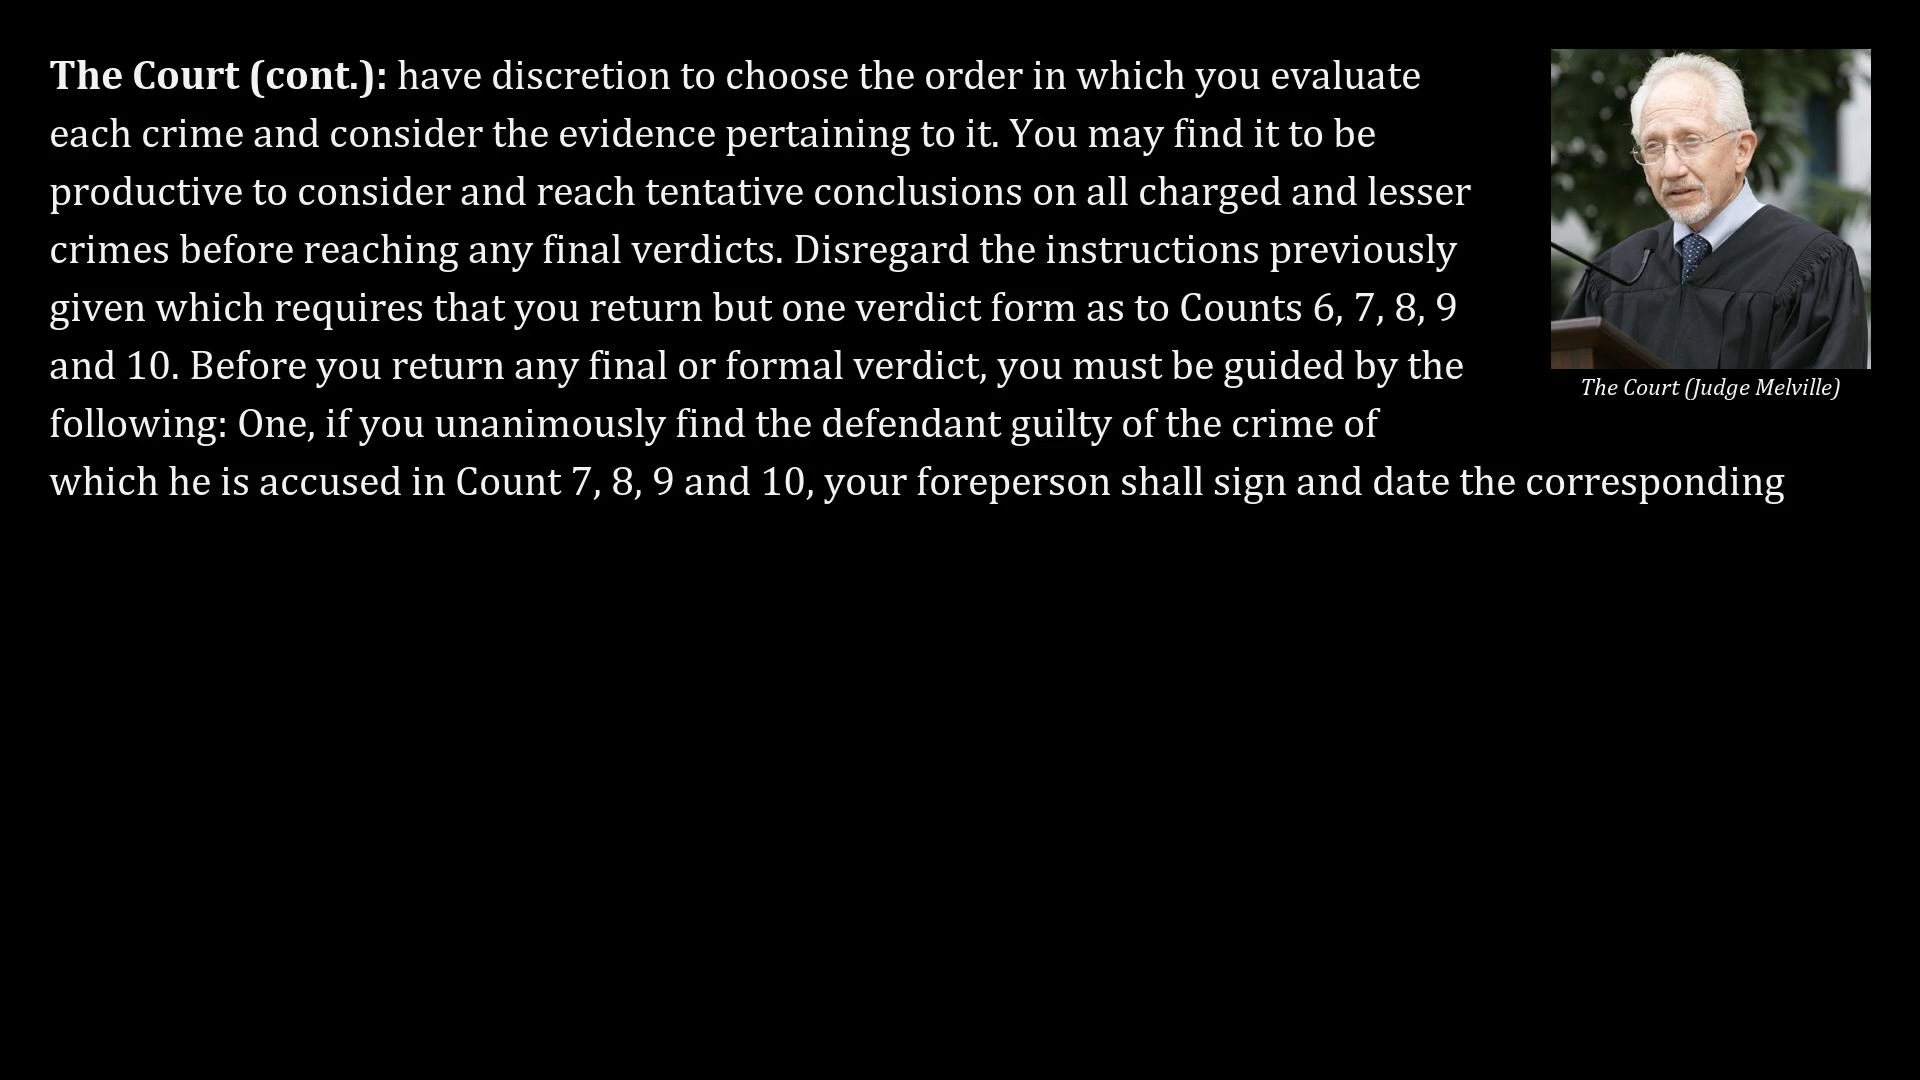 The Court (cont.): have discretion to choose the order in which you evaluate
each crime and consider the evidence pertaining to it. You may find it to be
productive to consider and reach tentative conclusions on all charged and lesser
crimes before reaching any final verdicts. Disregard the instructions previously
given which requires that you return but one verdict form as to Counts 6, 7, 8, 9
and 10. Before you return any final or formal verdict, you must be guided by the
following: One, if you unanimously find the defendant guilty of the crime of
which he is accused in Count 7, 8, 9 and 10, your foreperson shall sign and date the corresponding
The Court (Judge Melville)